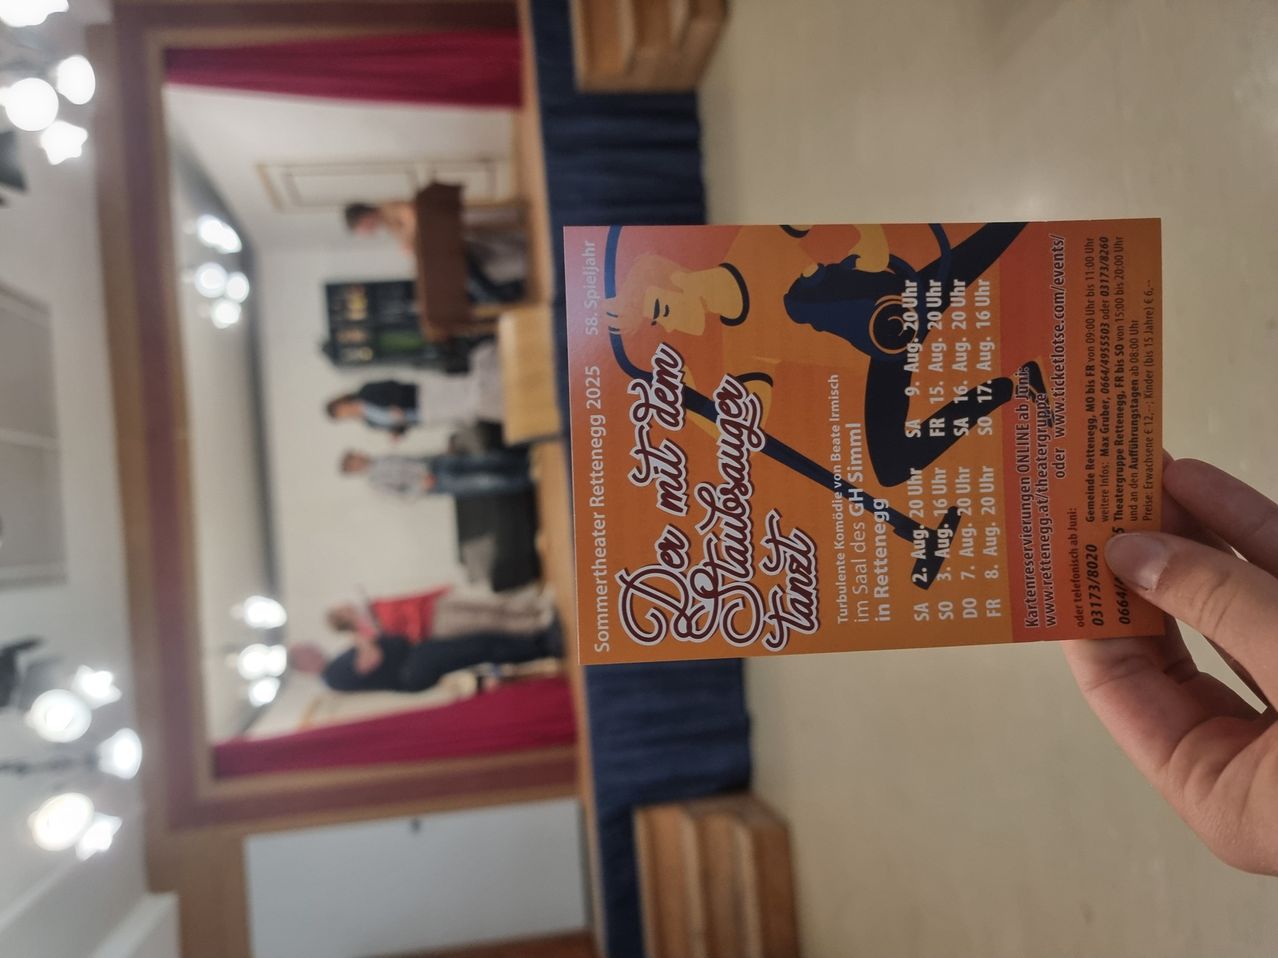 Sommertheater Rettenegg 2025 58. Spieljahr
Der mit dem
Staubsauger
tanzt
Turbulente Komödie von Beate Irmisch
im Saal des GH Simml
in Rettenegg
SA 2. Aug. 20 Uhr SA 9. Aug. 20 Uhr
SO 3. Aug. 16 Uhr FR 15. Aug. 20 Uhr
DO 7. Aug. 20 Uhr SA 16. Aug. 20 Uhr
FR 8. Aug. 20 Uhr SO 17. Aug. 16 Uhr
Kartenreservierungen ONLINE ab Juni:
www.rettenegg.at/theatergruppe
oder www.ticketlotse.com/events/
oder telefonisch ab Juni:
03173/8020 Gemeinde Rettenegg, MO bis FR von 09:00 Uhr bis 11:00 Uhr
weitere Infos: Max Gruber, 0664/4955503 oder 03173/8260
0664/ 5 Theatergruppe Rettenegg, FR bis SO von 15:00 bis 20:00 Uhr
und an den Aufführungstagen ab 08:00 Uhr
Preise: Erwachsene € 12,-; Kinder (bis 15 Jahre) € 6,-